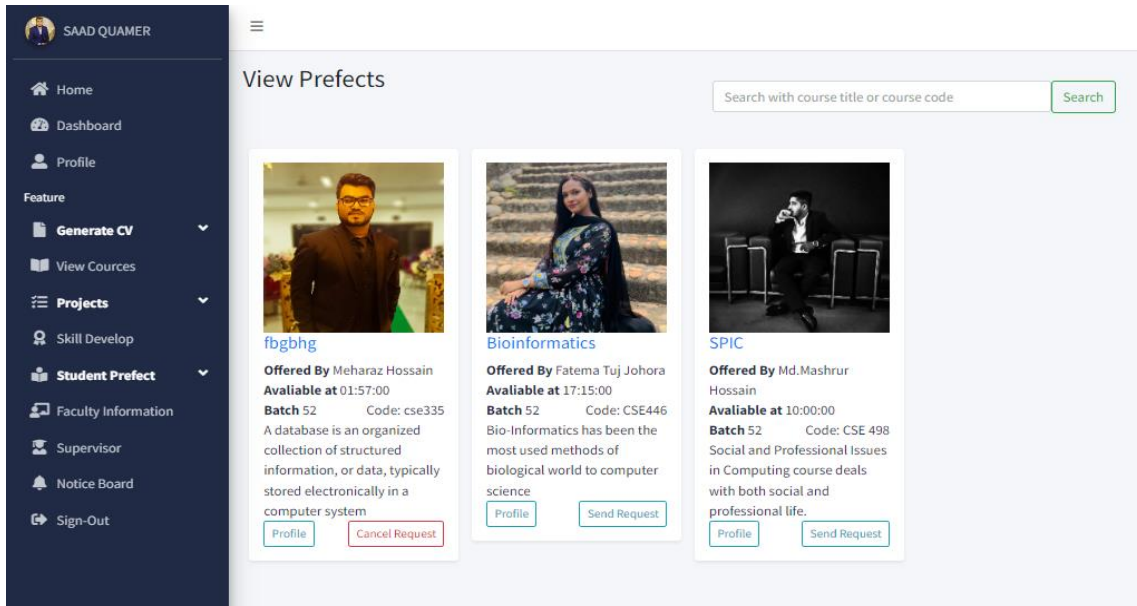 SAAD QUAMER
Home
Dashboard
Profile
Feature
Generate CV
View Cources
Projects
Skill Develop
Student Prefect
Faculty Information
Supervisor
Notice Board
Sign-Out
View Prefects
Search with course title or course code
Search
fbgbhg
Offered By Meharaz Hossain
Avaliable at 01:57:00
Batch 52 Code: cse335
A database is an organized
collection of structured
information, or data, typically
stored electronically in a
computer system
Profile Cancel Request
Bioinformatics
Offered By Fatema Tuj Johora
Avaliable at 17:15:00
Batch 52 Code: CSE446
Bio-Informatics has been the
most used methods of
biological world to computer
science
Profile Send Request
SPIC
Offered By Md.Mashrur
Hossain
Avaliable at 10:00:00
Batch 52 Code: CSE 498
Social and Professional Issues
in Computing course deals
with both social and
professional life.
Profile Send Request